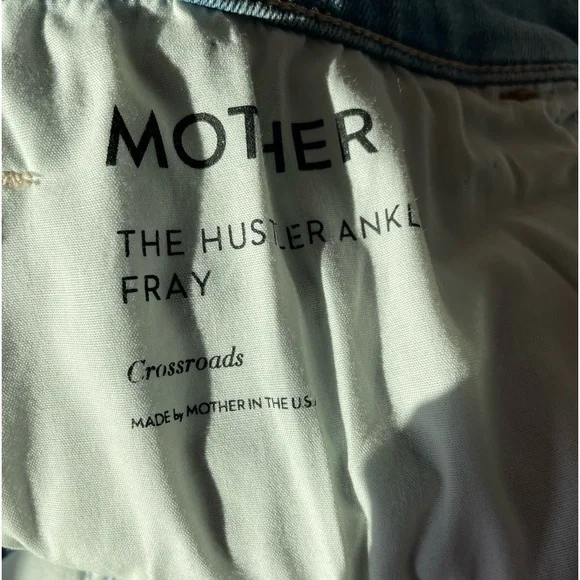 MOTHER
THE HUSTLER ANKL
FRAY
Crossroads
MADE by MOTHER IN THE U.S.